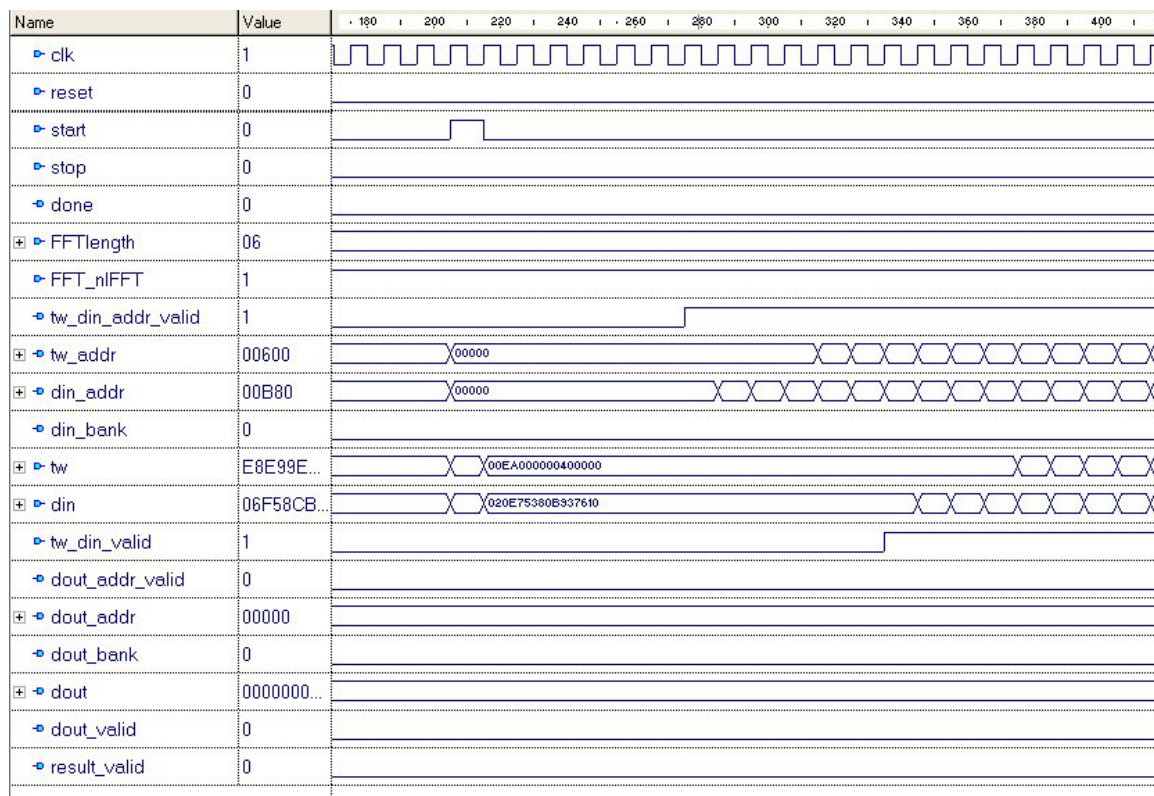 Name Value 180 200 220 240 260 280 300 320 340 360 380 400
clk 1
reset 0
start 0
stop 0
done 0
FFTlength 06
FFT_nIFFT 1
tw_din_addr_valid 1
tw_addr 00600 00000
din_addr 00B80 00000
din_bank 0
tw E8E99E... 00EA000000400000
din 06F58CB... 020E75380B937610
tw_din_valid 1
dout_addr_valid 0
dout_addr 00000
dout_bank 0
dout 0000000...
dout_valid 0
result_valid 0